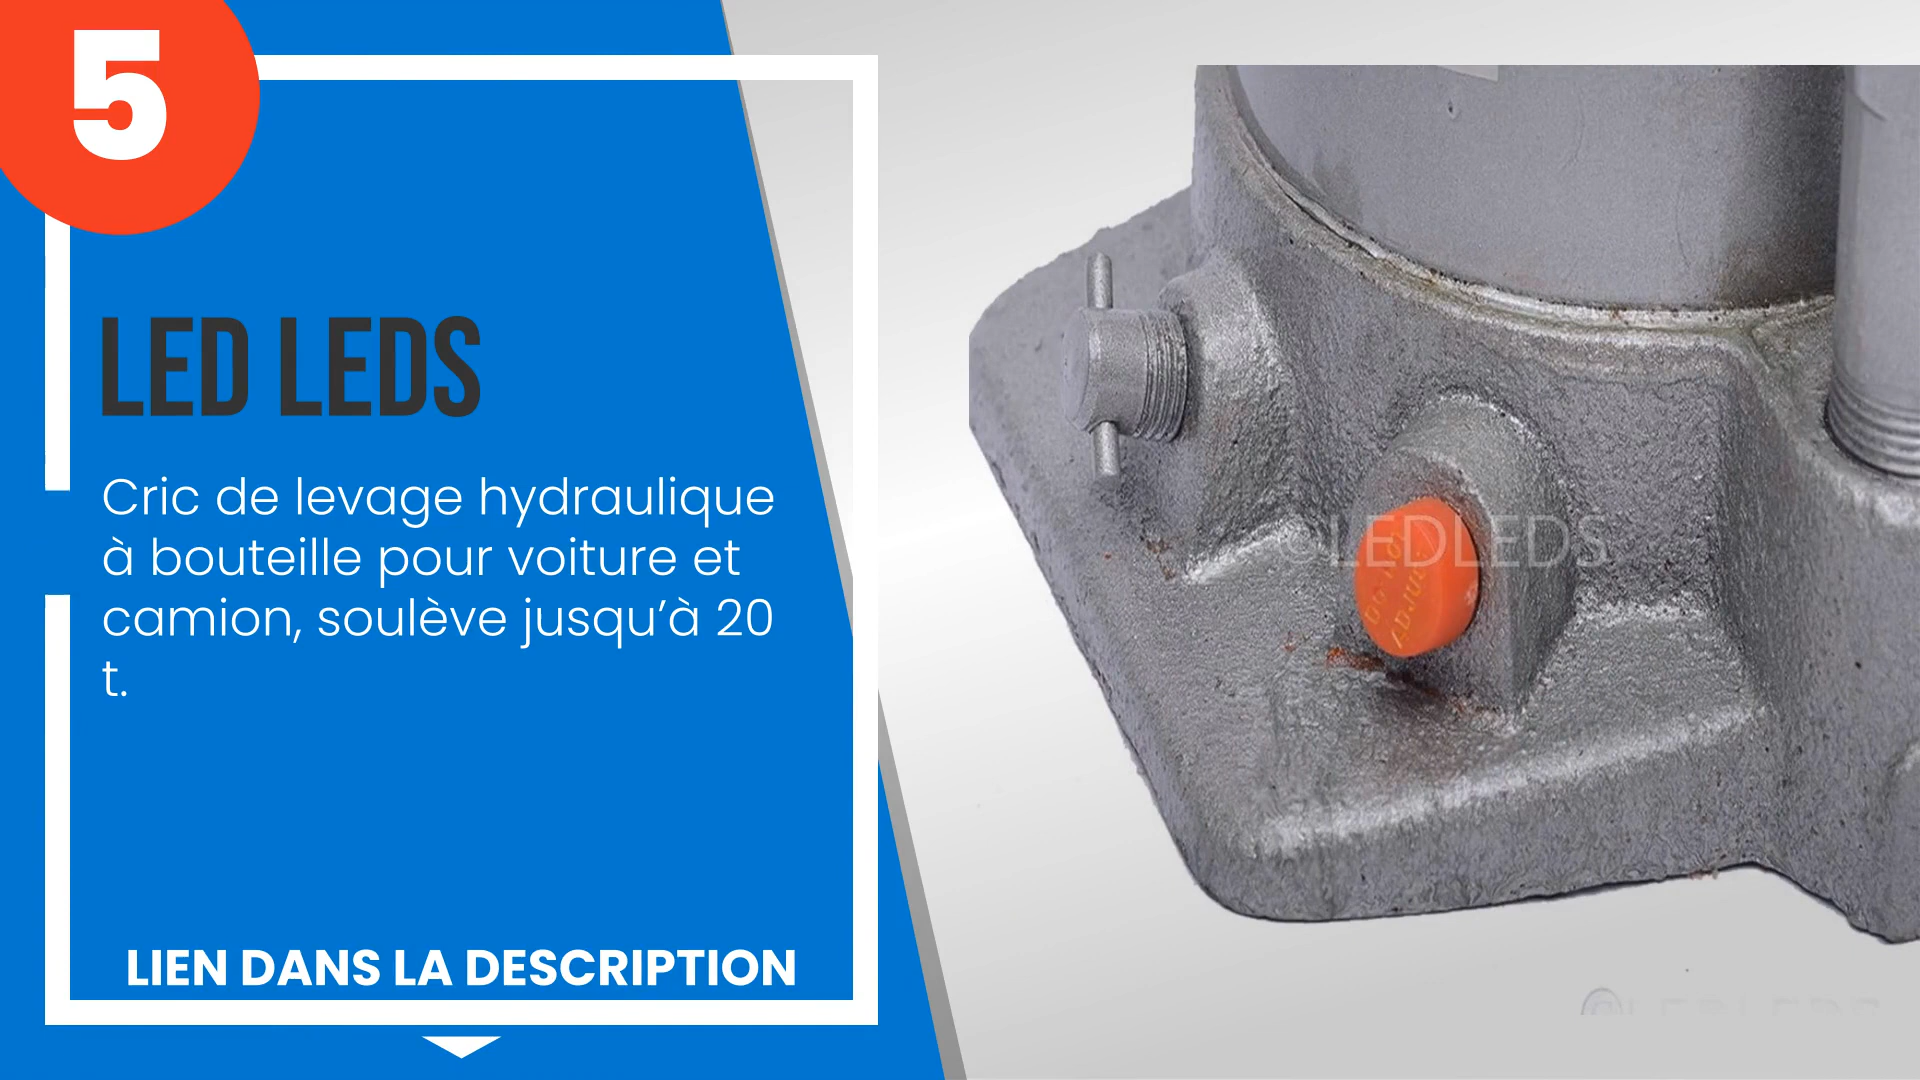 5
LED LEDS
Cric de levage hydraulique
à bouteille pour voiture et
camion, soulève jusqu’à 20
t.
LIEN DANS LA DESCRIPTION
©LEDLEDS